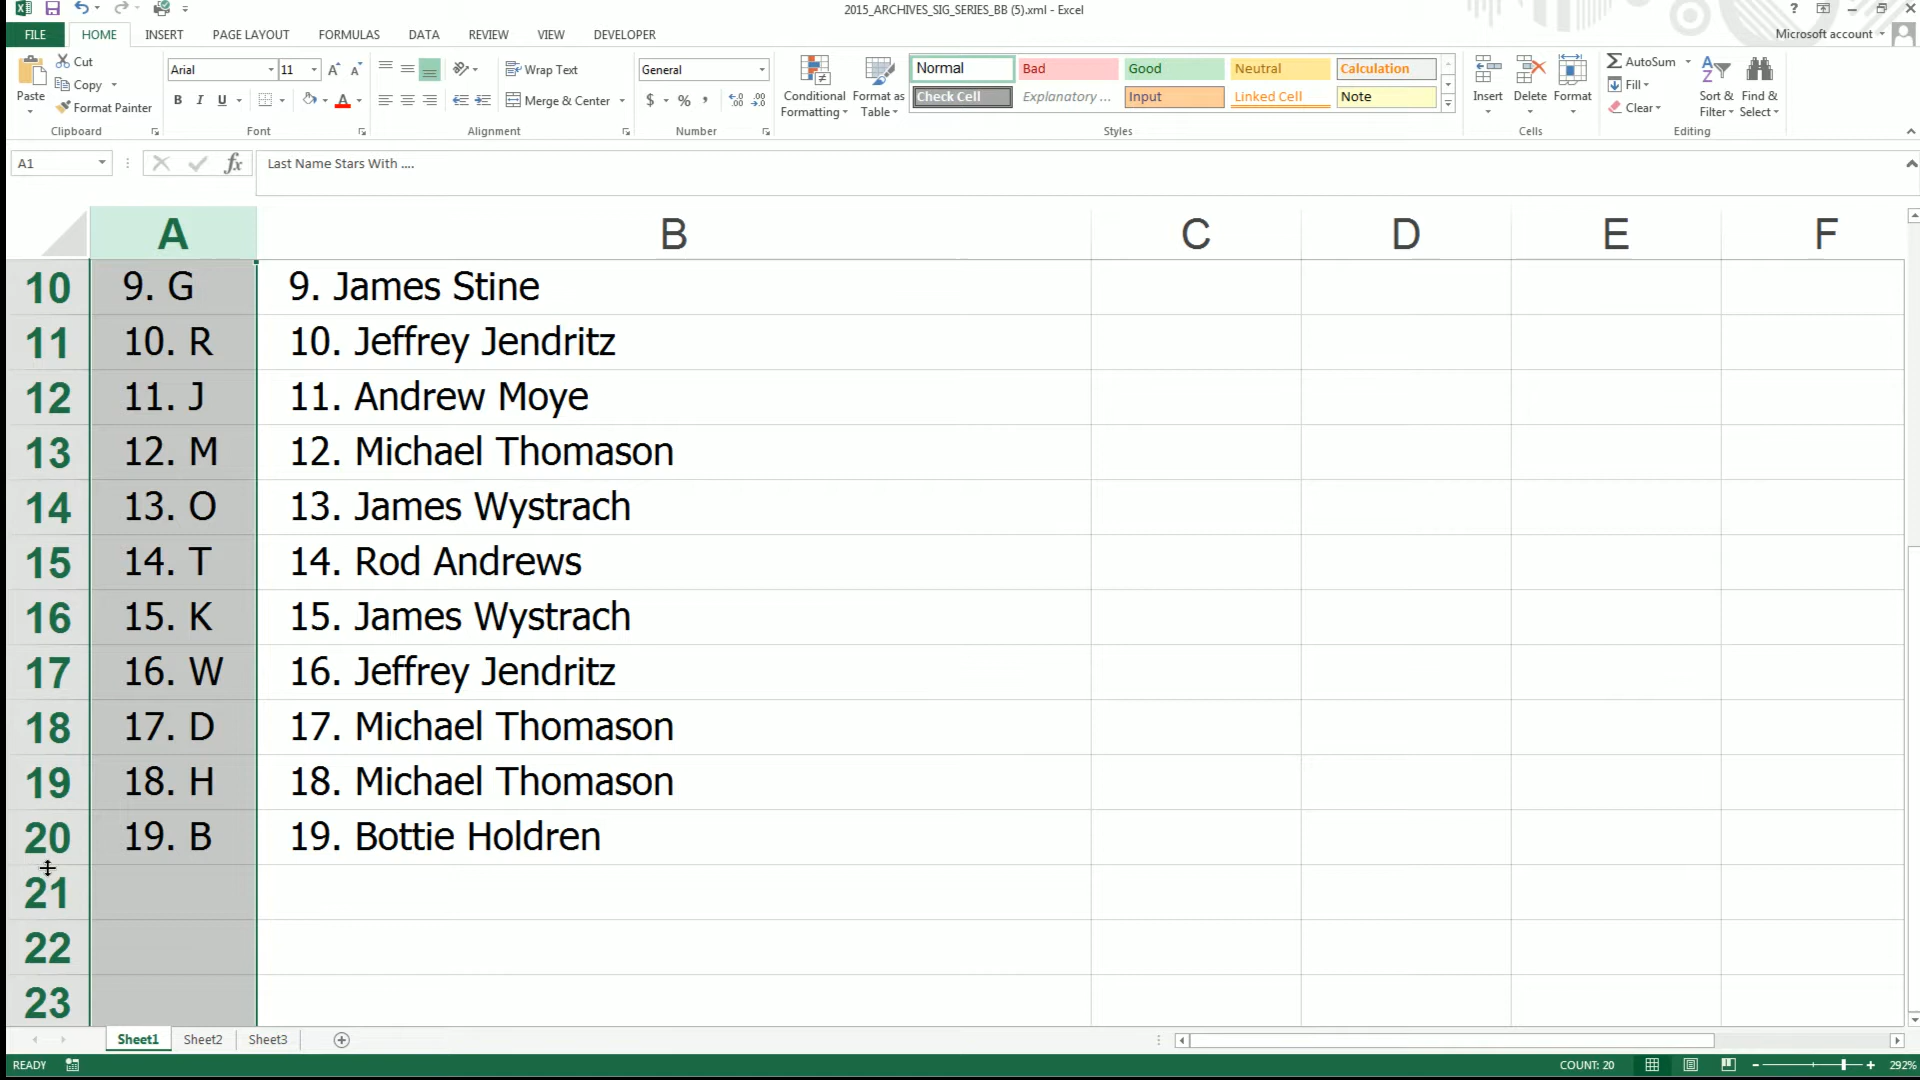 2015_ARCHIVES_SIG_SERIES_BB (5).xml - Excel
FILE HOME INSERT PAGE LAYOUT FORMULAS DATA REVIEW VIEW DEVELOPER Microsoft account
Paste Cut Copy Format Painter Clipboard
Arial 11 B I U Font
Wrap Text Merge & Center Alignment
General $ % , Number
Conditional Formatting Format as Table
Normal Bad Good Neutral Calculation
Check Cell Explanatory ... Input Linked Cell Note
Styles
Insert Delete Format Cells
AutoSum Fill Clear Sort & Filter Find & Select Editing
A1 fx Last Name Stars With ....
A B C D E F
10 9. G 9. James Stine
11 10. R 10. Jeffrey Jendritz
12 11. J 11. Andrew Moye
13 12. M 12. Michael Thomason
14 13. O 13. James Wystrach
15 14. T 14. Rod Andrews
16 15. K 15. James Wystrach
17 16. W 16. Jeffrey Jendritz
18 17. D 17. Michael Thomason
19 18. H 18. Michael Thomason
20 19. B 19. Bottie Holdren
21
22
23
Sheet1 Sheet2 Sheet3
READY COUNT: 20 292%